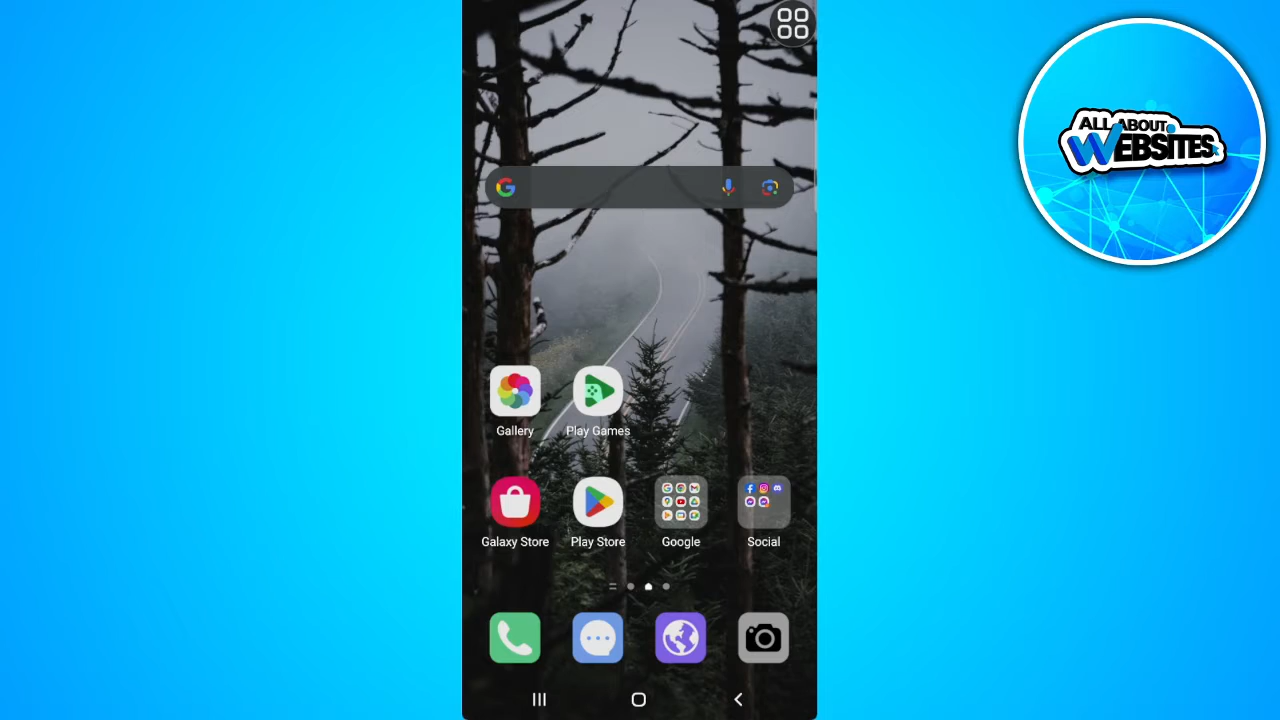 ALL ABOUT
WEBSITES
Gallery
Play Games
Galaxy Store
Play Store
Google
Social